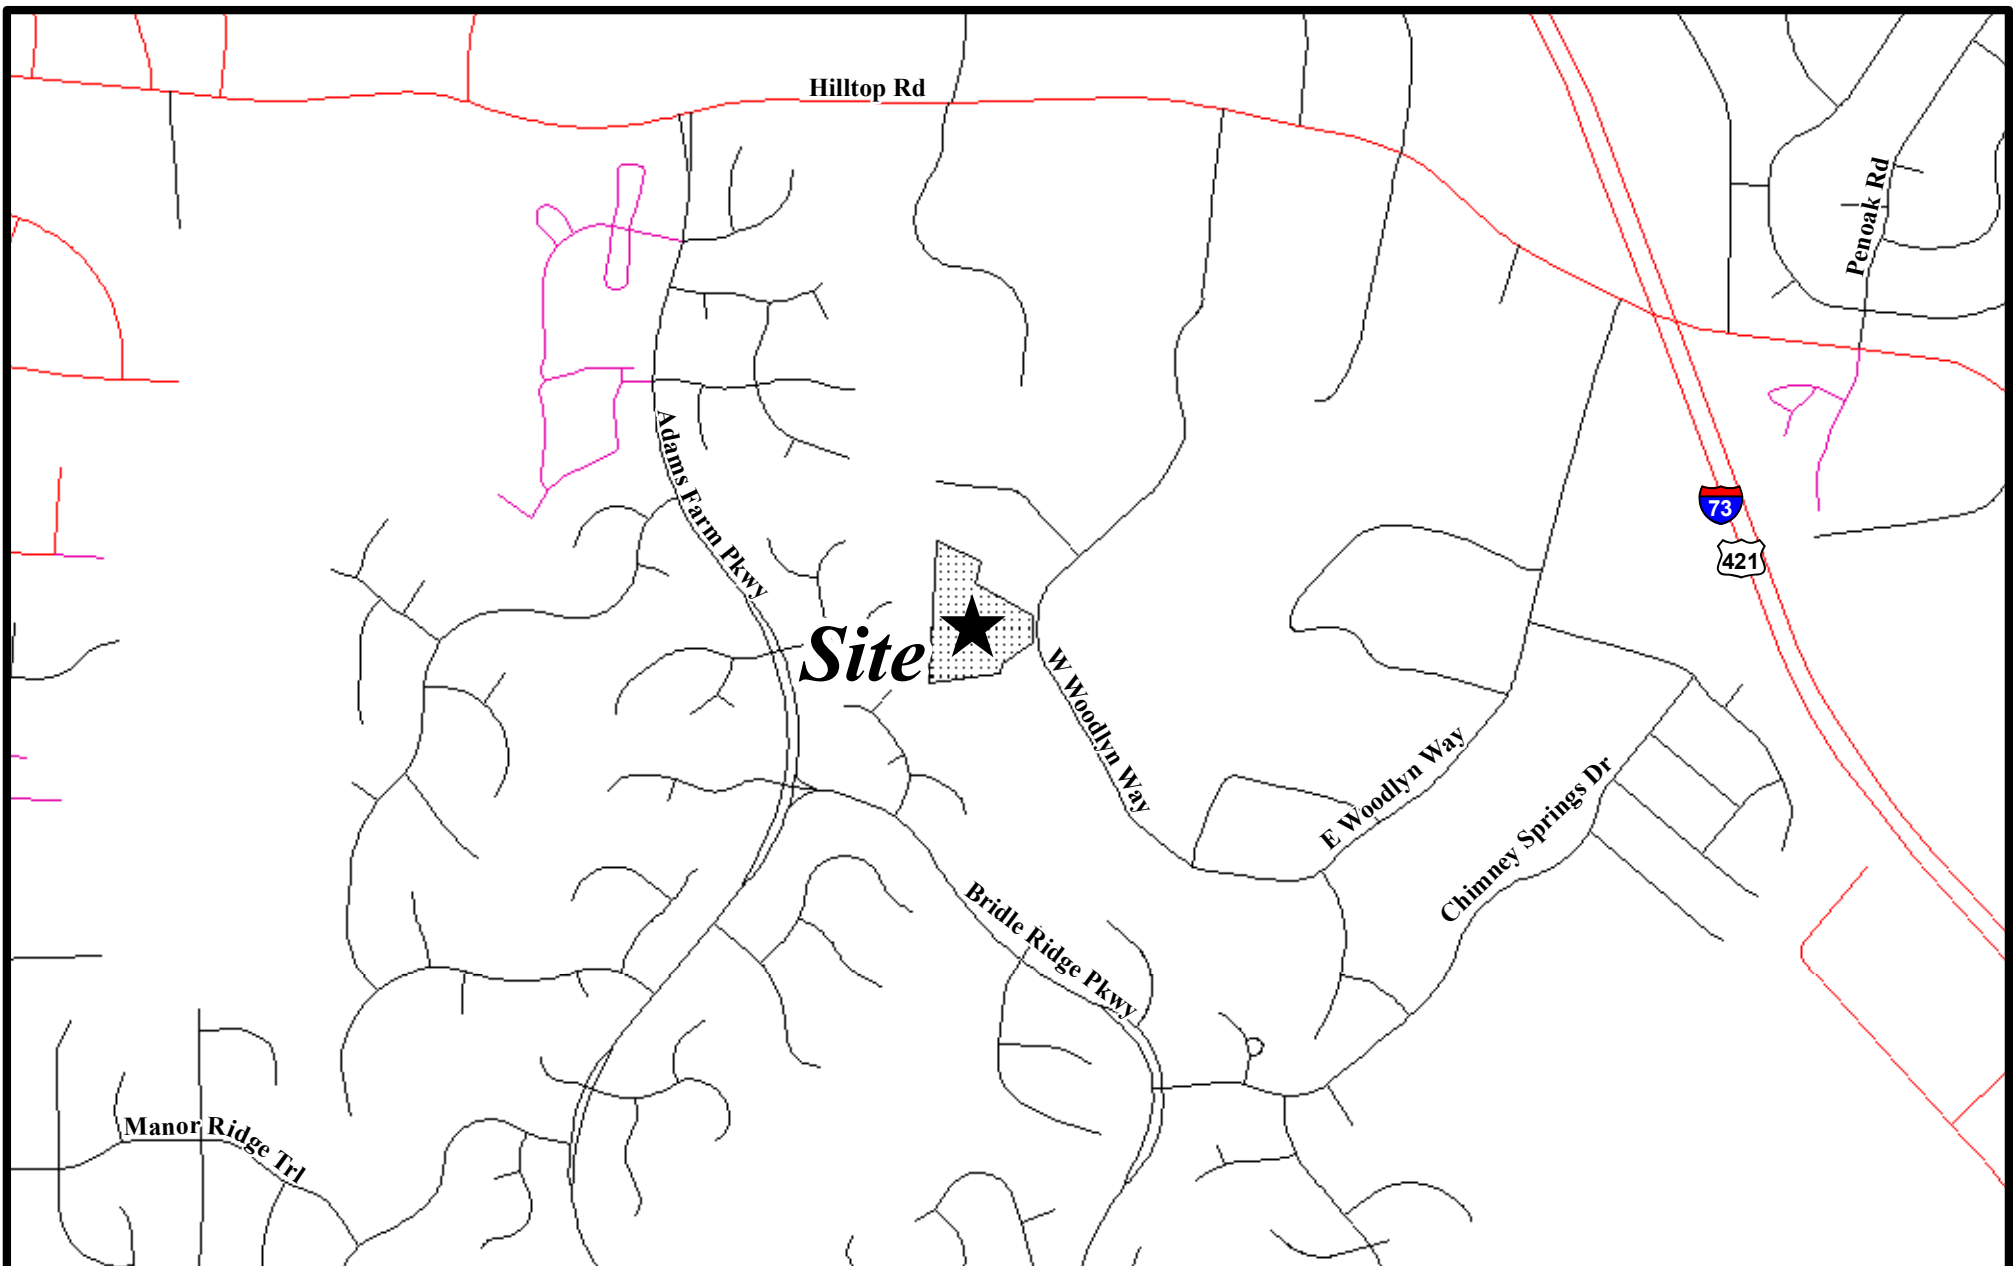 Hilltop Rd
Penoak Rd
Adams Farm Pkwy
73
421
Site
W Woodlyn Way
E Woodlyn Way
Chimney Springs Dr
Bridle Ridge Pkwy
Manor Ridge Trl